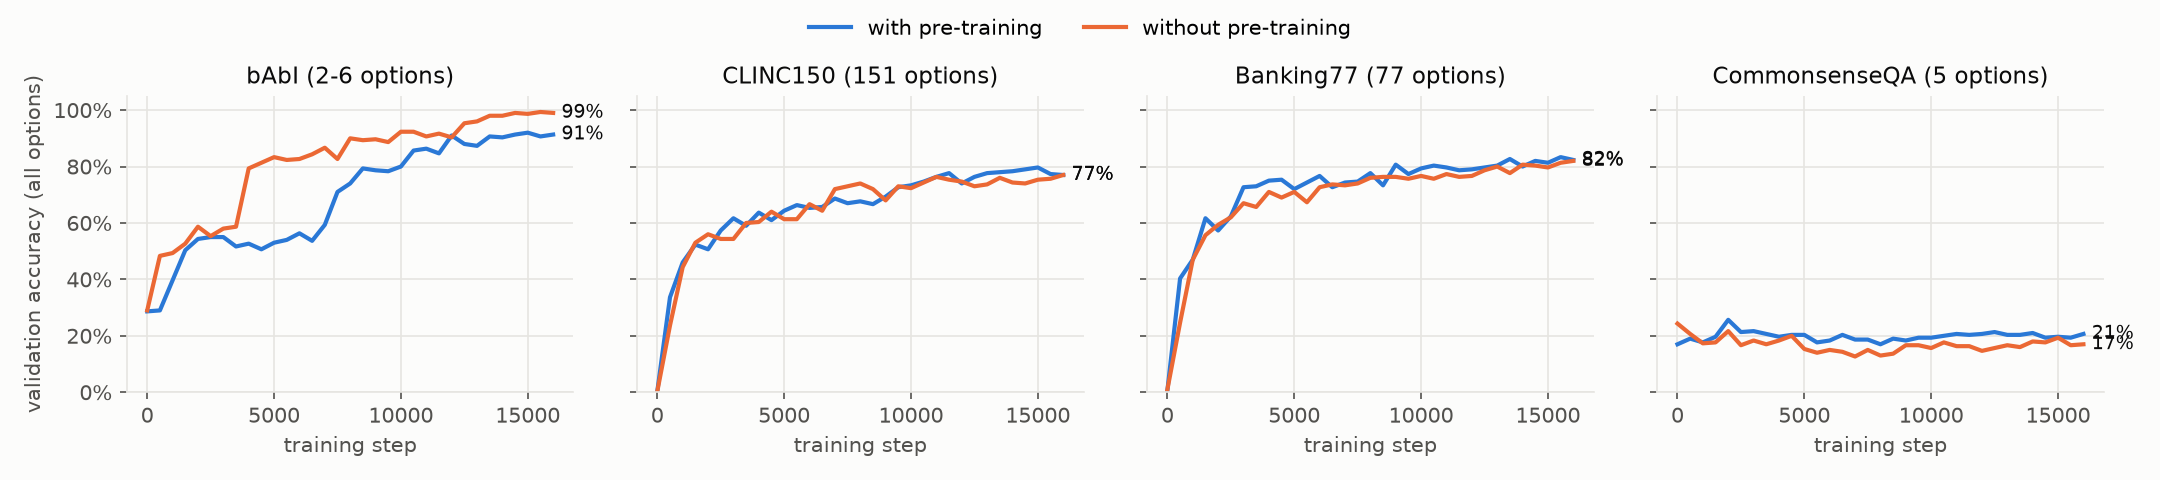 with pre-training
without pre-training
bAbI (2-6 options)
CLINC150 (151 options)
Banking77 (77 options)
CommonsenseQA (5 options)
validation accuracy (all options)
100%
80%
60%
40%
20%
0%
99%
91%
77%
82%
21%
17%
0 5000 10000 15000
0 5000 10000 15000
0 5000 10000 15000
0 5000 10000 15000
training step
training step
training step
training step